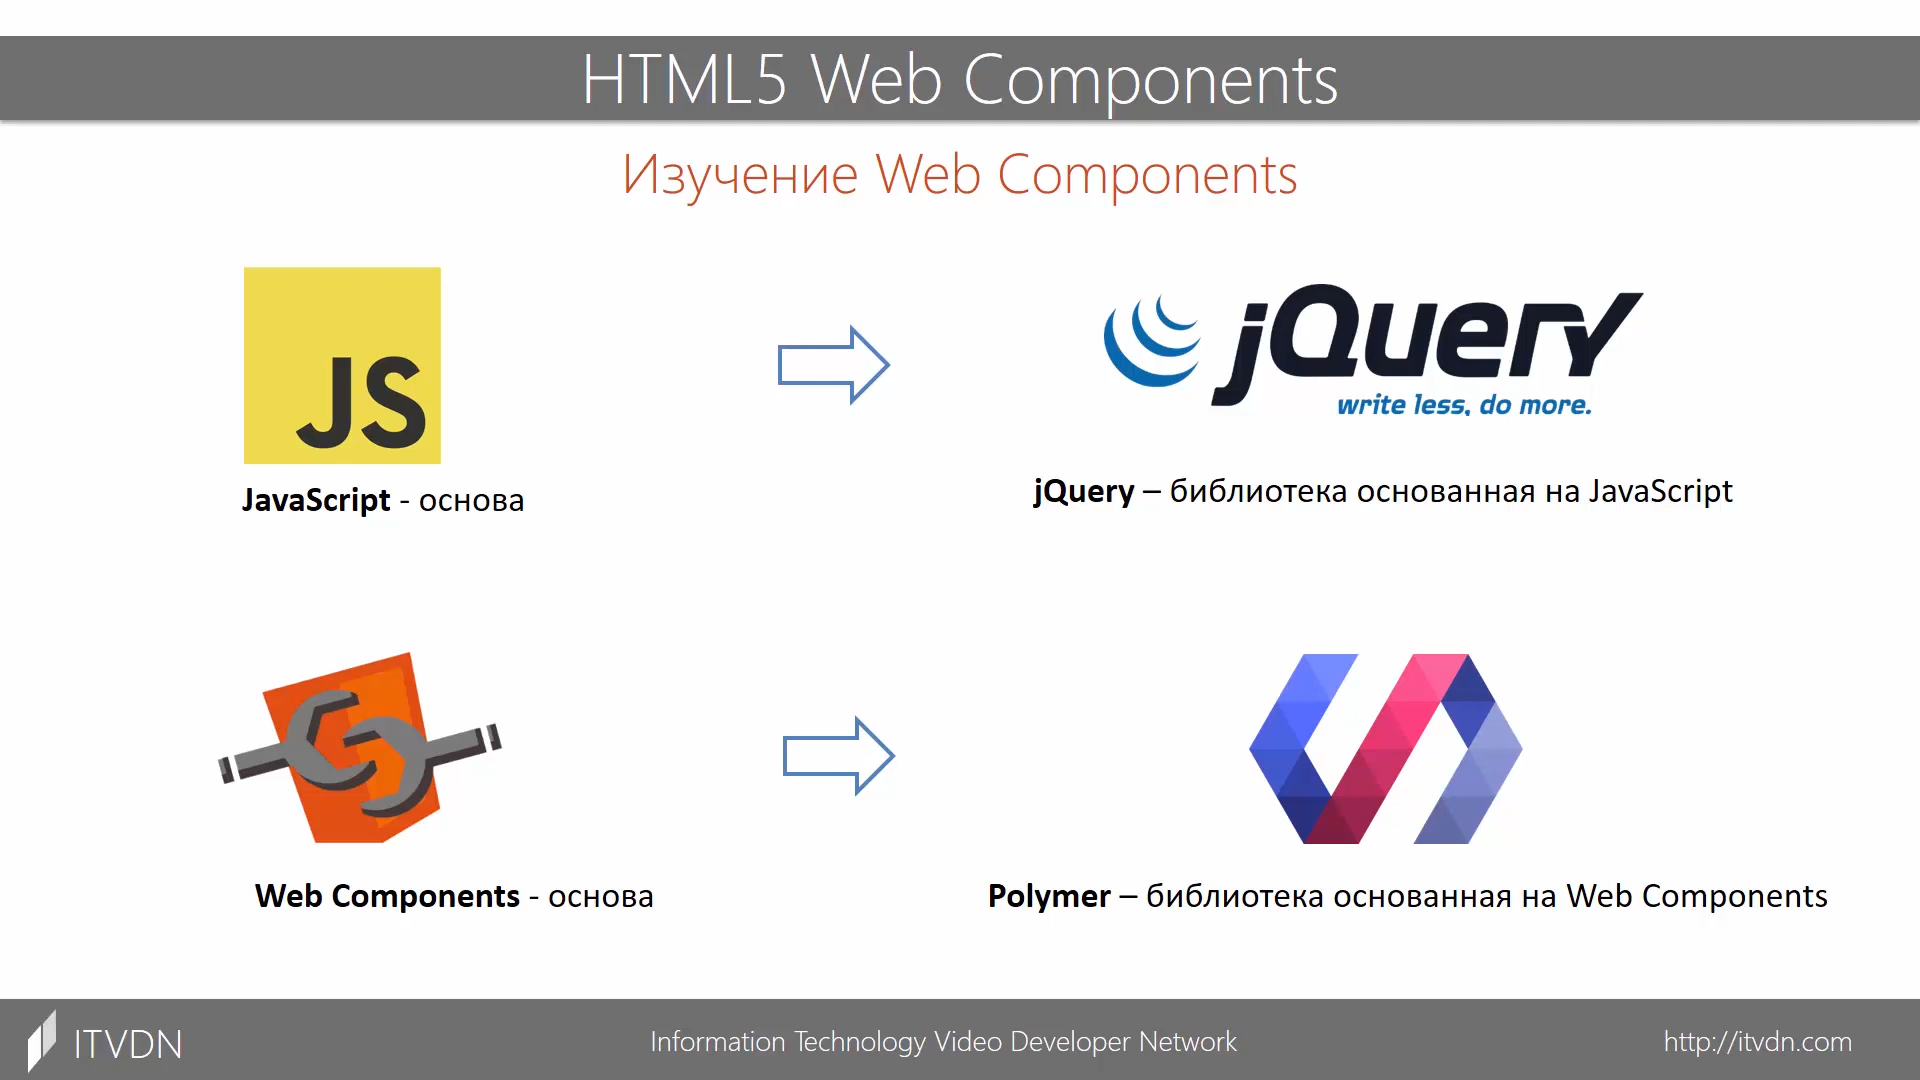 HTML5 Web Components
Изучение Web Components
JS
jQuery
write less, do more.
JavaScript - основа
jQuery – библиотека основанная на JavaScript
Web Components - основа
Polymer – библиотека основанная на Web Components
ITVDN
Information Technology Video Developer Network
http://itvdn.com